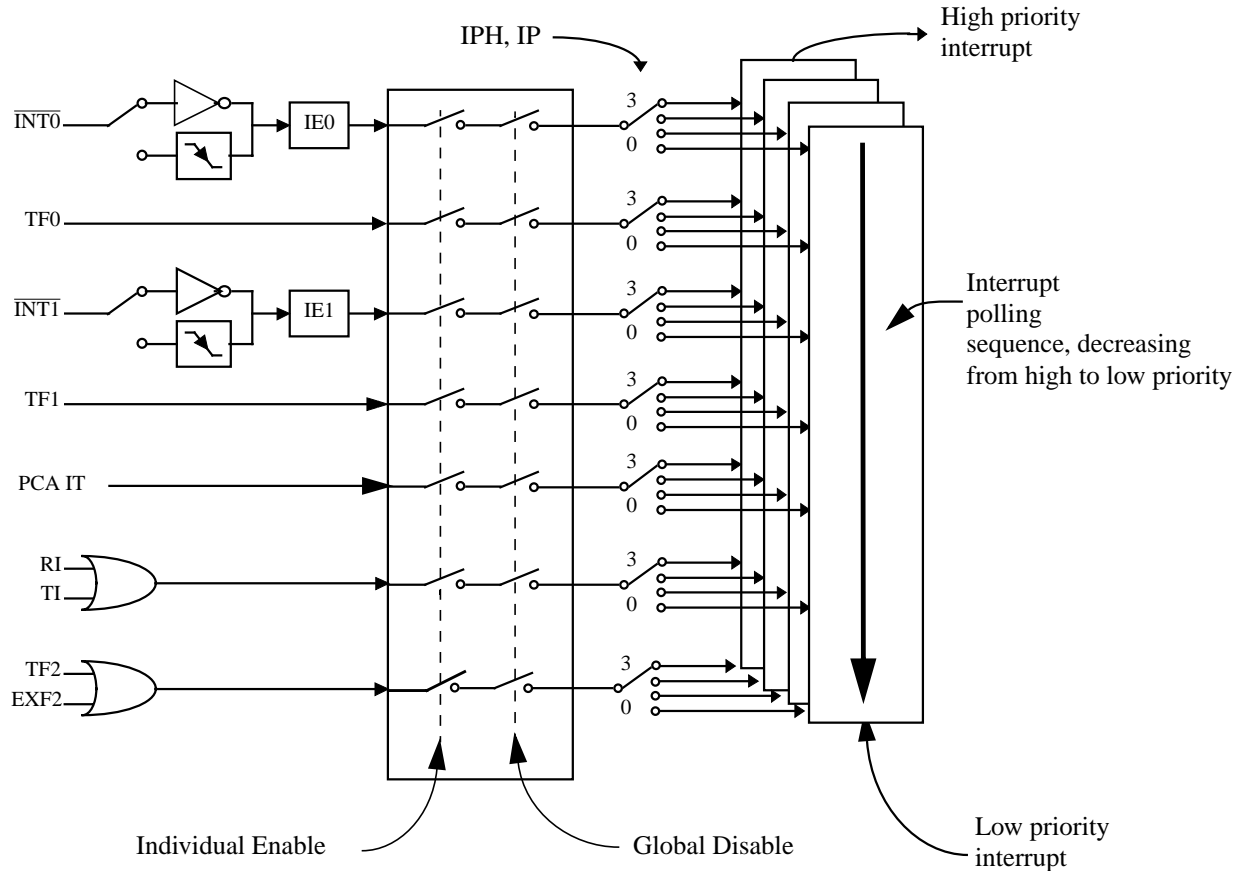 IPH, IP
High priority
interrupt
INT0
IE0
3
0
TF0
3
0
INT1
IE1
3
0
Interrupt
polling
sequence, decreasing
from high to low priority
TF1
3
0
PCA IT
3
0
RI
TI
3
0
TF2
EXF2
3
0
Individual Enable
Global Disable
Low priority
interrupt